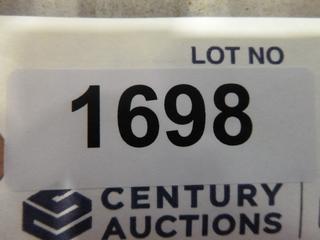 LOT NO
1698
CENTURY
AUCTIONS